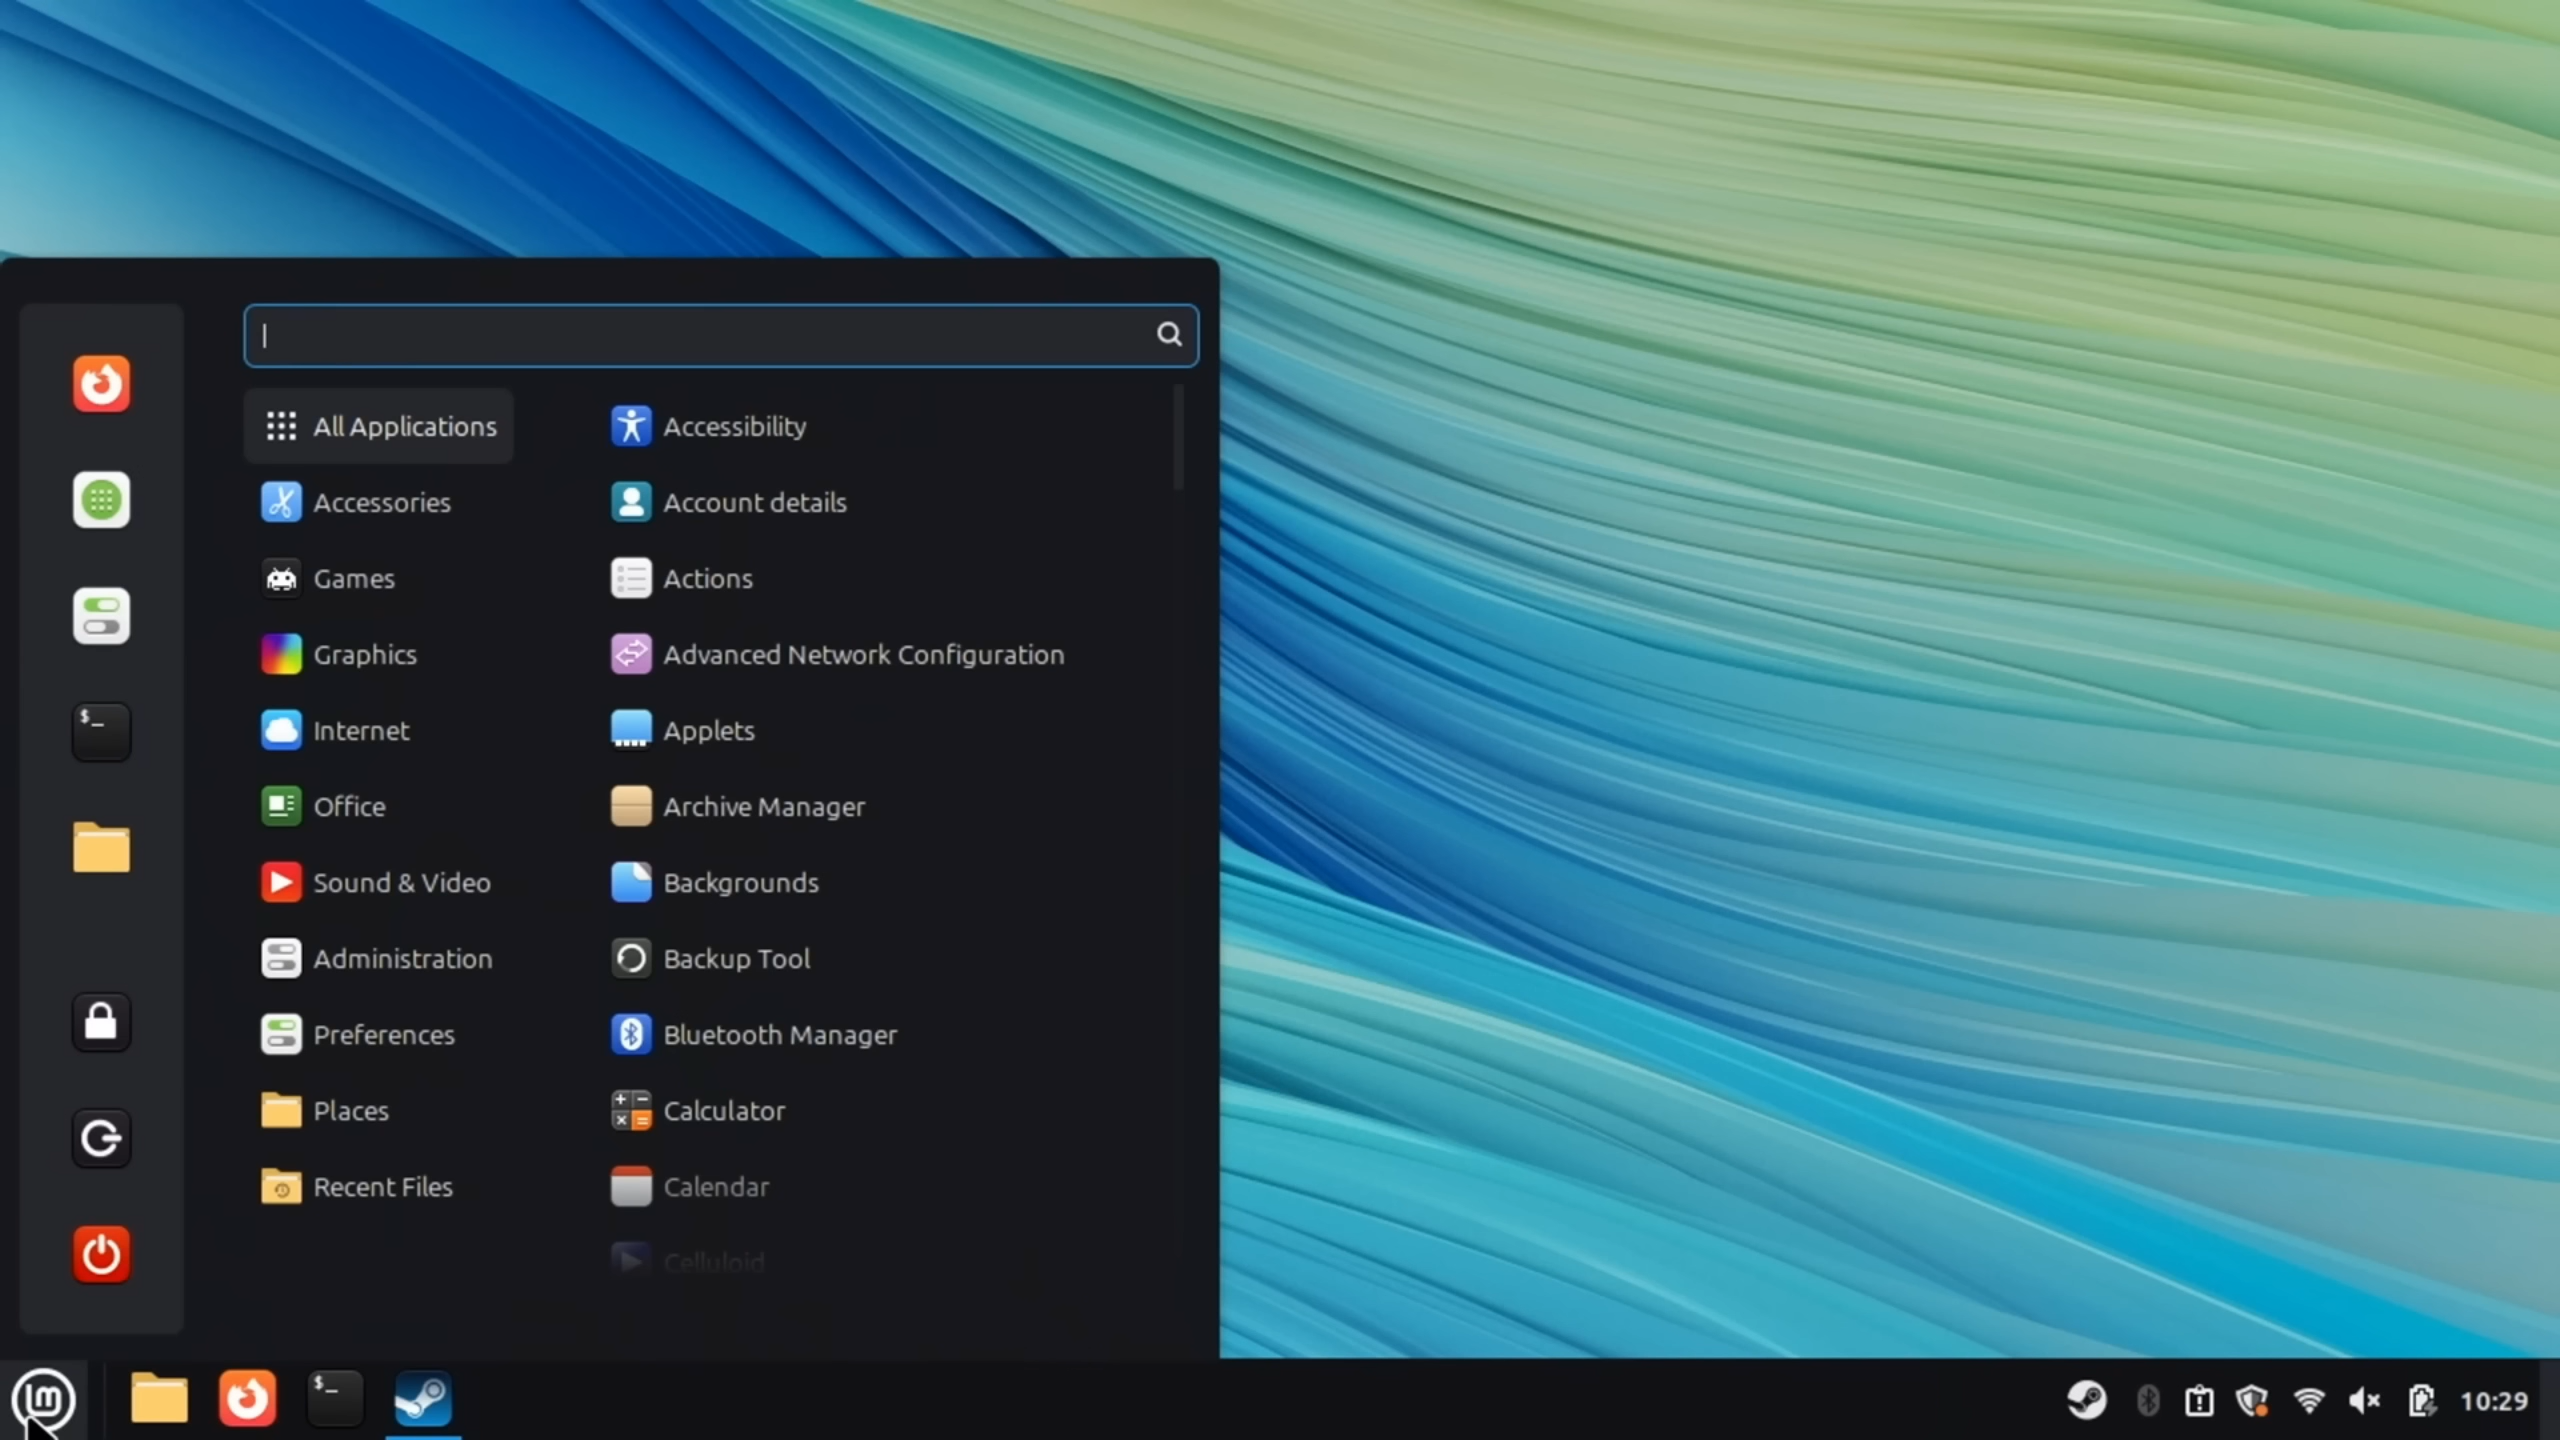 All Applications
Accessories
Games
Graphics
Internet
Office
Sound & Video
Administration
Preferences
Places
Recent Files
Accessibility
Account details
Actions
Advanced Network Configuration
Applets
Archive Manager
Backgrounds
Backup Tool
Bluetooth Manager
Calculator
Calendar
Celluloid
10:29